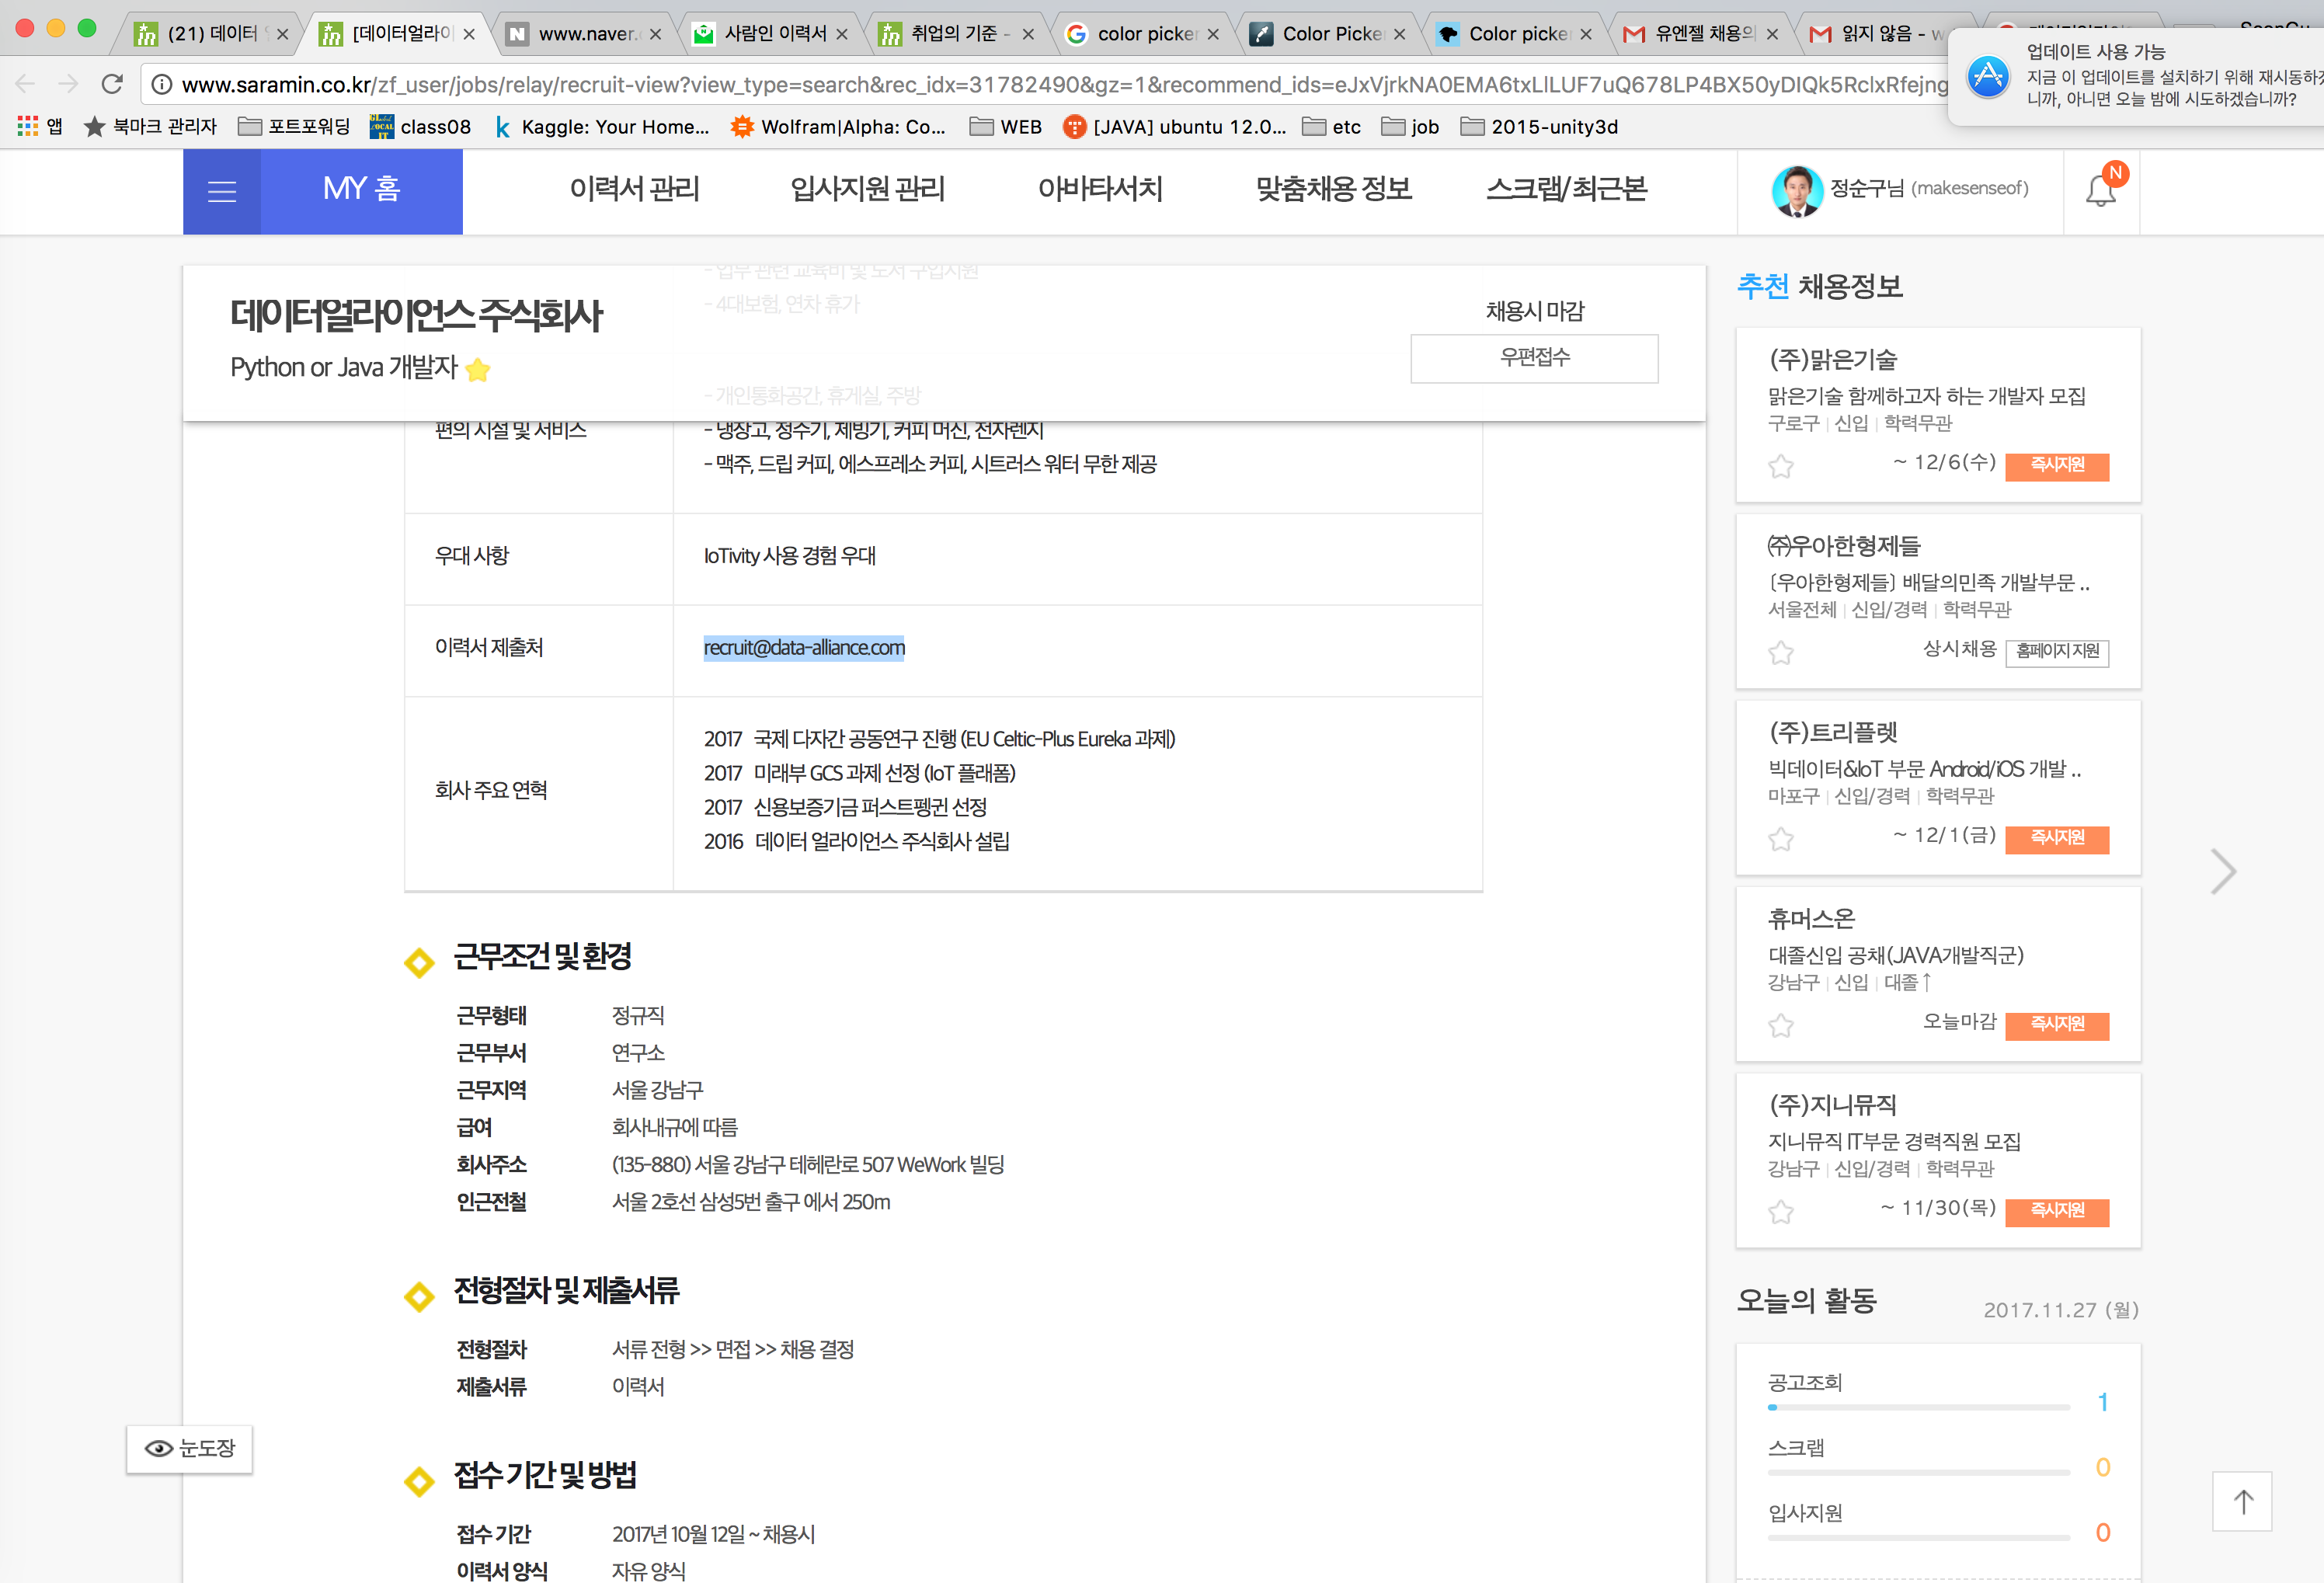 (21) 데이터
[데이터얼라이
www.naver.
사람인 이력서
취업의 기준 -
color picker
Color Picker
Color picker
유엔젤 채용의
읽지 않음 - w
업데이트 사용 가능
지금 이 업데이트를 설치하기 위해 재시동하겠
니까, 아니면 오늘 밤에 시도하겠습니까?
www.saramin.co.kr/zf_user/jobs/relay/recruit-view?view_type=search&rec_idx=31782490&gz=1&recommend_ids=eJxVjrkNA0EMA6txLlLUF7uQ678LP4BX50yDIQk5RclxRfejng
앱
북마크 관리자
포트포워딩
class08
Kaggle: Your Home...
Wolfram|Alpha: Co...
WEB
[JAVA] ubuntu 12.0...
etc
job
2015-unity3d
MY 홈
이력서 관리
입사지원 관리
아바타서치
맞춤채용 정보
스크랩/최근본
정순구님 (makesenseof)
N
- 업무 관련 교육비 및 도서 구입지원
- 4대보험, 연차 휴가
데이터얼라이언스 주식회사
Python or Java 개발자
채용시 마감
우편접수
- 개인통화공간, 휴게실, 주방
편의 시설 및 서비스
- 냉장고, 정수기, 제빙기, 커피 머신, 전자렌지
- 맥주, 드립 커피, 에스프레소 커피, 시트러스 워터 무한 제공
우대 사항
IoTivity 사용 경험 우대
이력서 제출처
recruit@data-alliance.com
회사 주요 연혁
2017 국제 다자간 공동연구 진행 (EU Celtic-Plus Eureka 과제)
2017 미래부 GCS 과제 선정 (IoT 플래폼)
2017 신용보증기금 퍼스트펭귄 선정
2016 데이터 얼라이언스 주식회사 설립
근무조건 및 환경
근무형태 정규직
근무부서 연구소
근무지역 서울 강남구
급여 회사내규에 따름
회사주소 (135-880) 서울 강남구 테헤란로 507 WeWork 빌딩
인근전철 서울 2호선 삼성5번 출구 에서 250m
전형절차 및 제출서류
전형절차 서류 전형 >> 면접 >> 채용 결정
제출서류 이력서
접수 기간 및 방법
접수 기간 2017년 10월 12일 ~ 채용시
이력서 양식 자유 양식
눈도장
추천 채용정보
(주)맑은기술
맑은기술 함께하고자 하는 개발자 모집
구로구 | 신입 | 학력무관
~ 12/6(수) 즉시지원
㈜우아한형제들
[우아한형제들] 배달의민족 개발부문 ..
서울전체 | 신입/경력 | 학력무관
상시채용 홈페이지 지원
(주)트리플렛
빅데이터&IoT 부문 Android/iOS 개발 ..
마포구 | 신입/경력 | 학력무관
~ 12/1(금) 즉시지원
휴머스온
대졸신입 공채(JAVA개발직군)
강남구 | 신입 | 대졸↑
오늘마감 즉시지원
(주)지니뮤직
지니뮤직 IT부문 경력직원 모집
강남구 | 신입/경력 | 학력무관
~ 11/30(목) 즉시지원
오늘의 활동 2017.11.27 (월)
공고조회 1
스크랩 0
입사지원 0